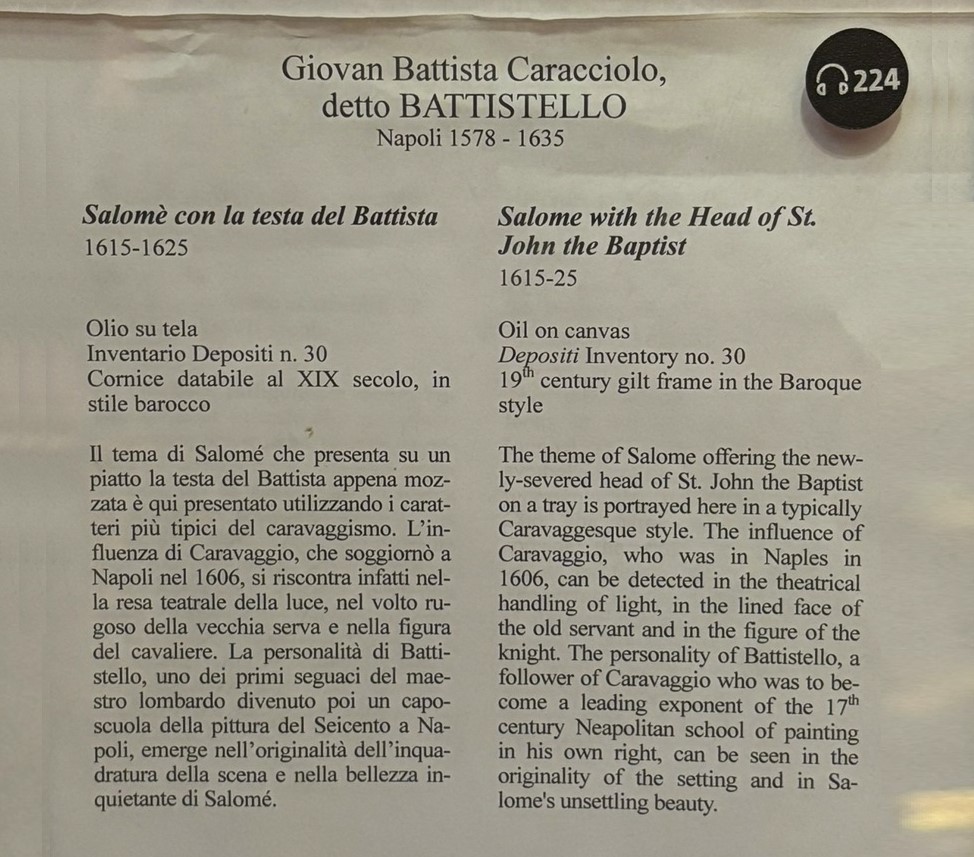 Giovan Battista Caracciolo,
detto BATTISTELLO
Napoli 1578 - 1635
224
Salomè con la testa del Battista
1615-1625
Olio su tela
Inventario Depositi n. 30
Cornice databile al XIX secolo, in
stile barocco
Il tema di Salomé che presenta su un
piatto la testa del Battista appena moz-
zata è qui presentato utilizzando i carat-
teri più tipici del caravaggismo. L'in-
fluenza di Caravaggio, che soggiornò a
Napoli nel 1606, si riscontra infatti nel-
la resa teatrale della luce, nel volto ru-
goso della vecchia serva e nella figura
del cavaliere. La personalità di Batti-
stello, uno dei primi seguaci del mae-
stro lombardo divenuto poi un capo-
scuola della pittura del Seicento a Na-
poli, emerge nell'originalità dell'inqua-
dratura della scena e nella bellezza in-
quietante di Salomé.
Salome with the Head of St.
John the Baptist
1615-25
Oil on canvas
Depositi Inventory no. 30
19th century gilt frame in the Baroque
style
The theme of Salome offering the new-
ly-severed head of St. John the Baptist
on a tray is portrayed here in a typically
Caravaggesque style. The influence of
Caravaggio, who was in Naples in
1606, can be detected in the theatrical
handling of light, in the lined face of
the old servant and in the figure of the
knight. The personality of Battistello, a
follower of Caravaggio who was to be-
come a leading exponent of the 17th
century Neapolitan school of painting
in his own right, can be seen in the
originality of the setting and in Sa-
lome's unsettling beauty.